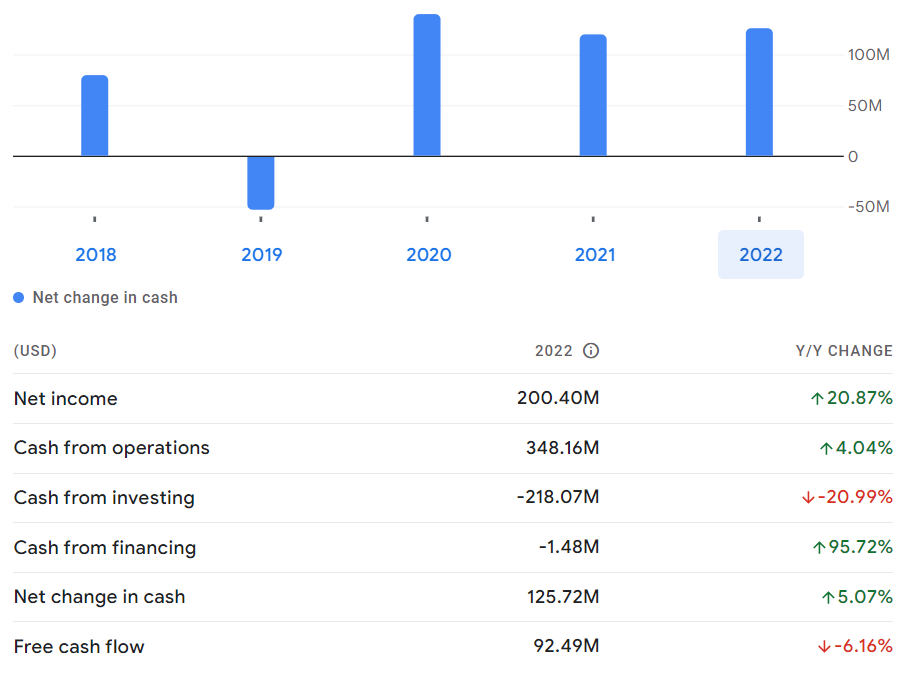 100M
50M
0
-50M
2018 2019 2020 2021 2022
Net change in cash
(USD) 2022 Y/Y CHANGE
Net income 200.40M ↑20.87%
Cash from operations 348.16M ↑4.04%
Cash from investing -218.07M ↓-20.99%
Cash from financing -1.48M ↑95.72%
Net change in cash 125.72M ↑5.07%
Free cash flow 92.49M ↓-6.16%